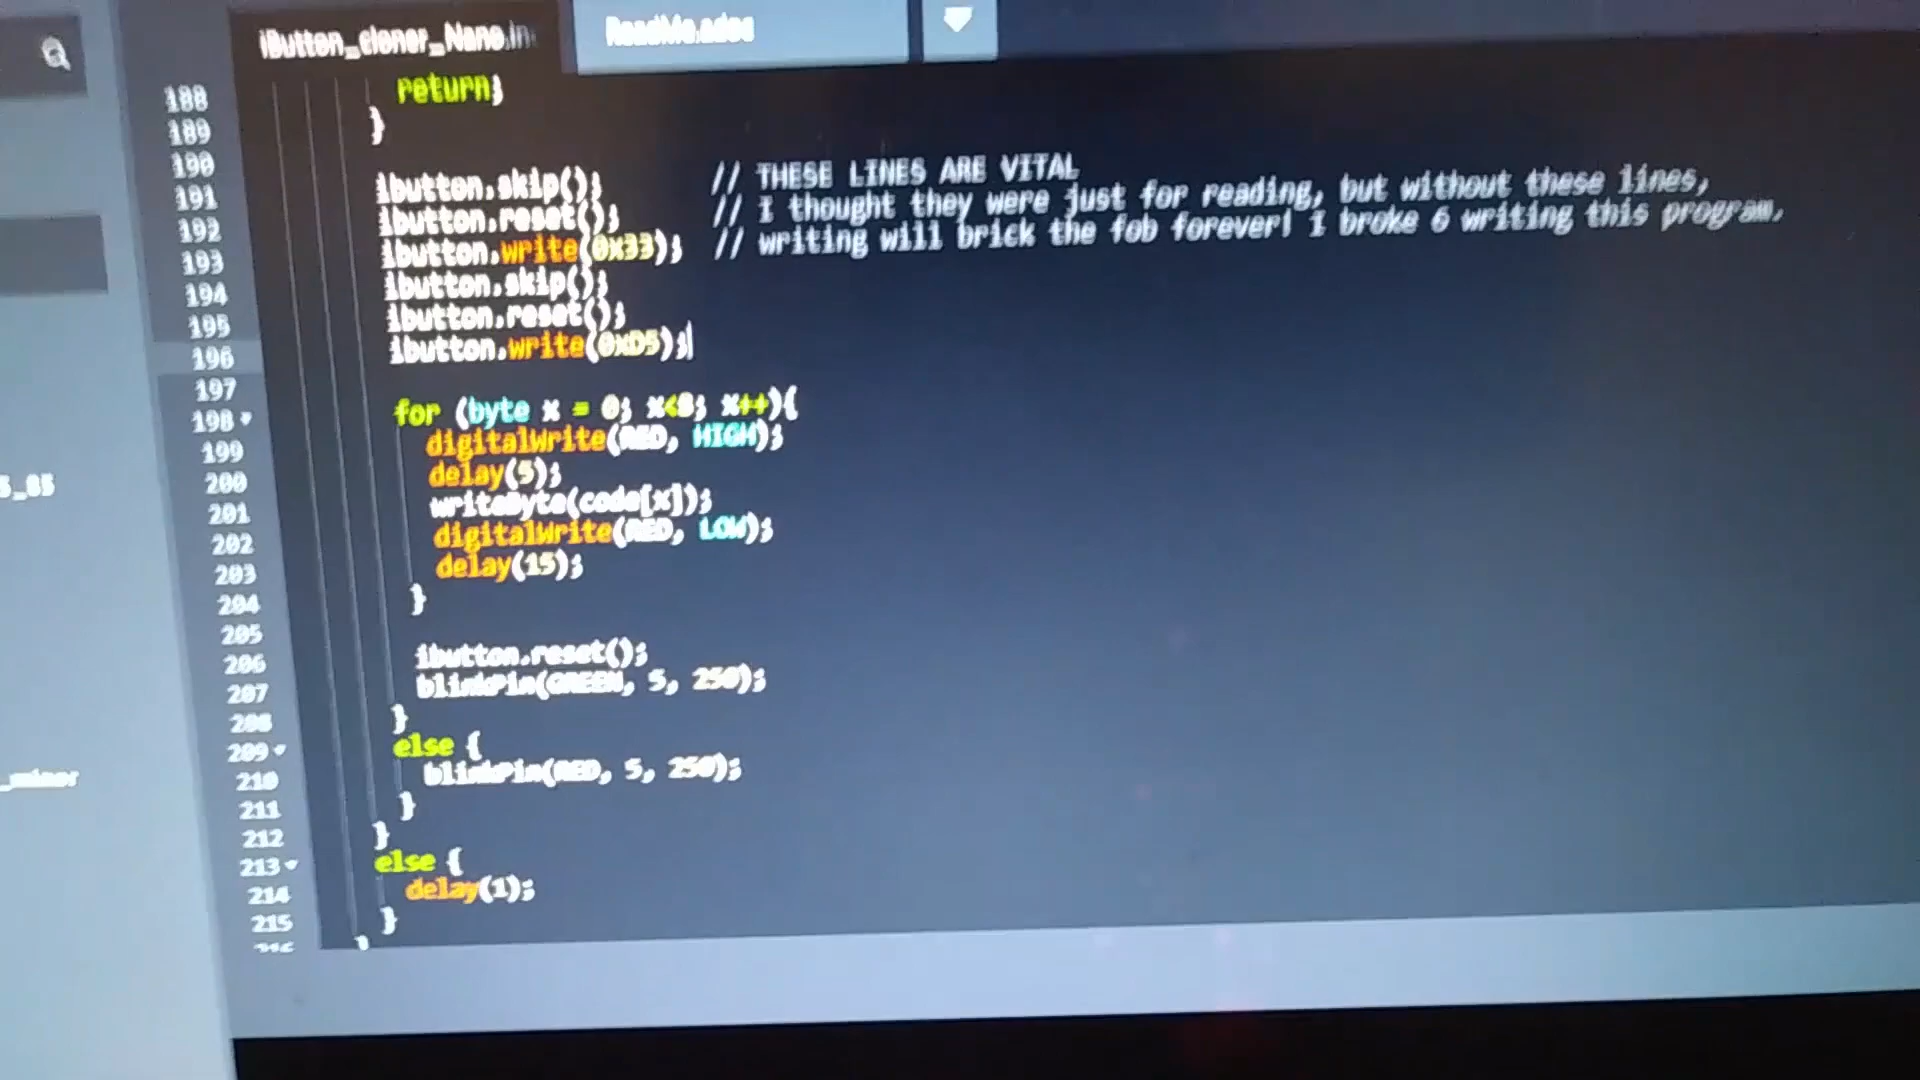 iButton_cloner_Nano.in
ReadMe.adoc
188 return;
189 }
190
191 ibutton.skip(); // THESE LINES ARE VITAL
192 ibutton.reset(); // I thought they were just for reading, but without these lines,
193 ibutton.write(0x33); // writing will brick the fob forever! I broke 6 writing this program.
194 ibutton.skip();
195 ibutton.reset();
196 ibutton.write(0xD5);
197
198 for (byte x = 0; x<8; x++){
199 digitalWrite(RED, HIGH);
200 delay(5);
201 writeByte(code[x]);
202 digitalWrite(RED, LOW);
203 delay(15);
204 }
205
206 ibutton.reset();
207 blinkPin(GREEN, 5, 250);
208 }
209 else {
210 blinkPin(RED, 5, 250);
211 }
212 }
213 else {
214 delay(1);
215 }
216 }
5_85
_miner